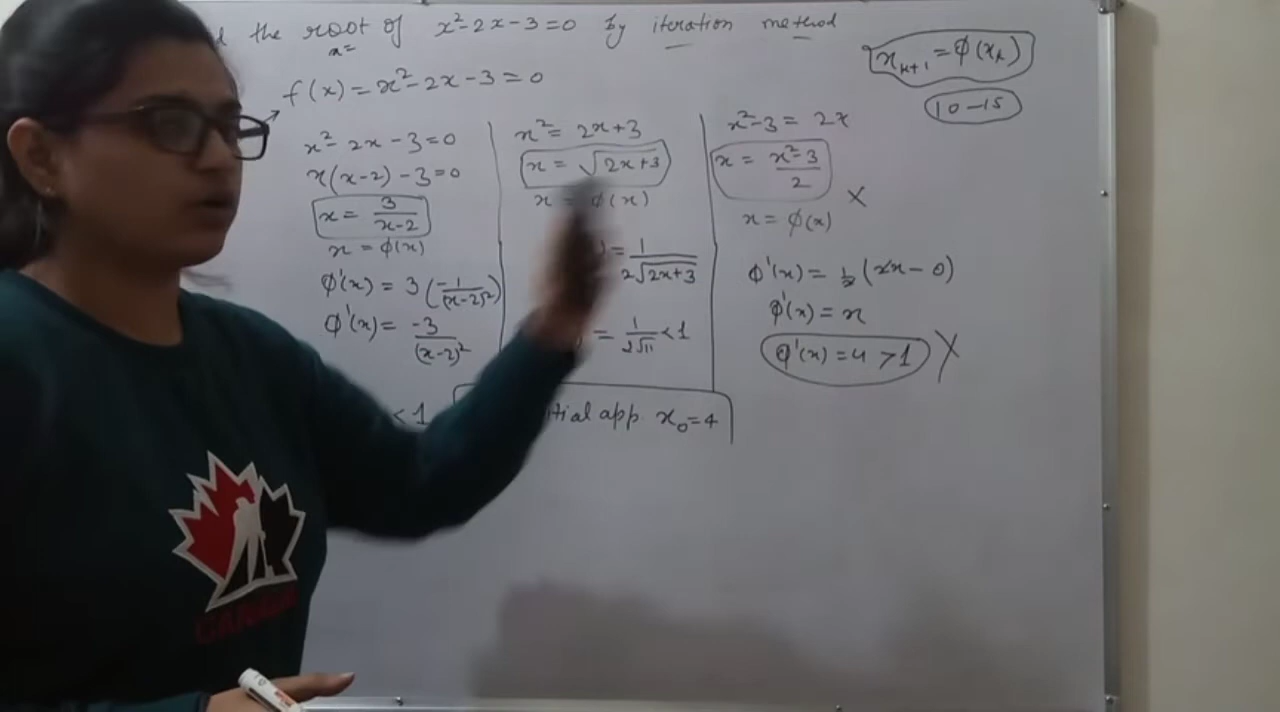 the root of x²-2x-3=0 by iteration method
x=
f(x)=x²-2x-3=0
x²-2x-3=0
x(x-2)-3=0
x= 3/(x-2)
x=ϕ(x)
ϕ'(x)=3(-1/(x-2)²)
ϕ'(x)=-3/(x-2)²
<1
x²=2x+3
x=√(2x+3)
x=ϕ(x)
=1/(2√(2x+3))
=1/(2√11)<1
tial app. x₀=4
x²-3=2x
x=(x²-3)/2 ×
x=ϕ(x)
ϕ'(x)=1/2(2x-0)
ϕ'(x)=x
ϕ'(x)=4>1 ×
xₖ₊₁=ϕ(xₖ)
10-15